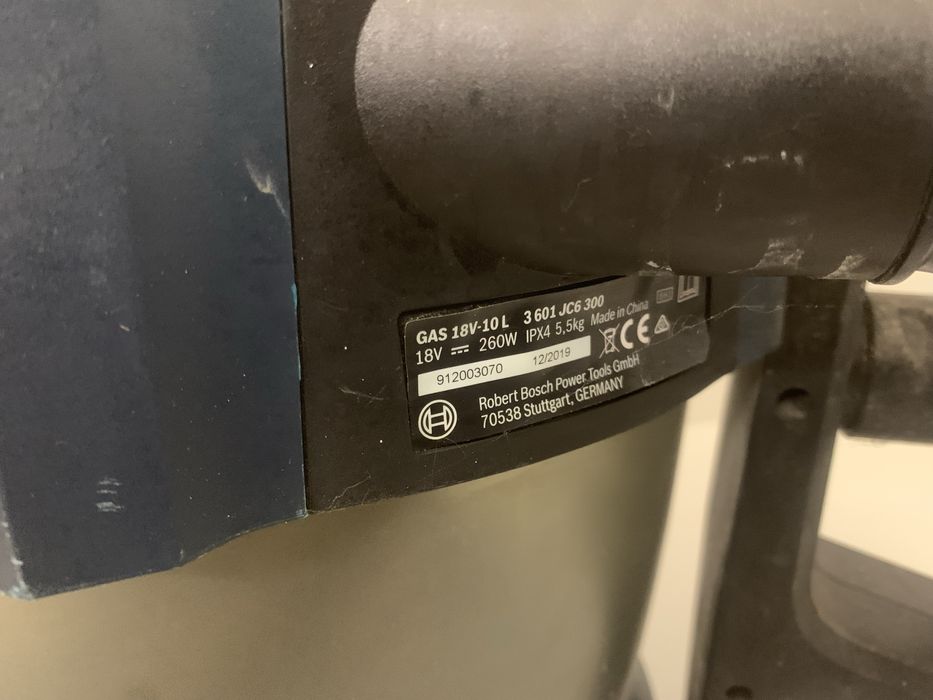 GAS 18V-10 L 3 601 JC6 300
18V 260W IPX4 5,5kg Made in China
912003070 12/2019
Robert Bosch Power Tools GmbH
70538 Stuttgart, GERMANY